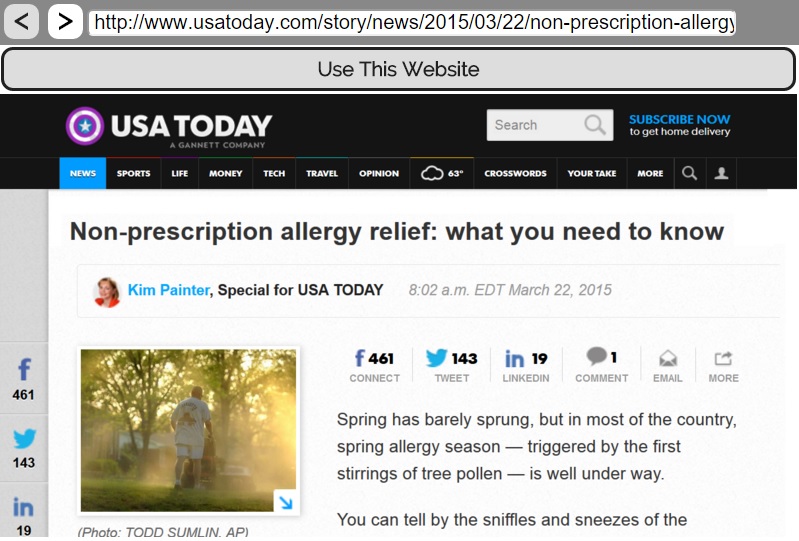 http://www.usatoday.com/story/news/2015/03/22/non-prescription-allergy
Use This Website
USA TODAY
A GANNETT COMPANY
Search
SUBSCRIBE NOW
to get home delivery
NEWS SPORTS LIFE MONEY TECH TRAVEL OPINION 63° CROSSWORDS YOUR TAKE MORE
Non-prescription allergy relief: what you need to know
Kim Painter, Special for USA TODAY 8:02 a.m. EDT March 22, 2015
461
143
19
461 CONNECT
143 TWEET
19 LINKEDIN
1 COMMENT
EMAIL
MORE
(Photo: TODD SUMLIN, AP)
Spring has barely sprung, but in most of the country,
spring allergy season — triggered by the first
stirrings of tree pollen — is well under way.
You can tell by the sniffles and sneezes of the